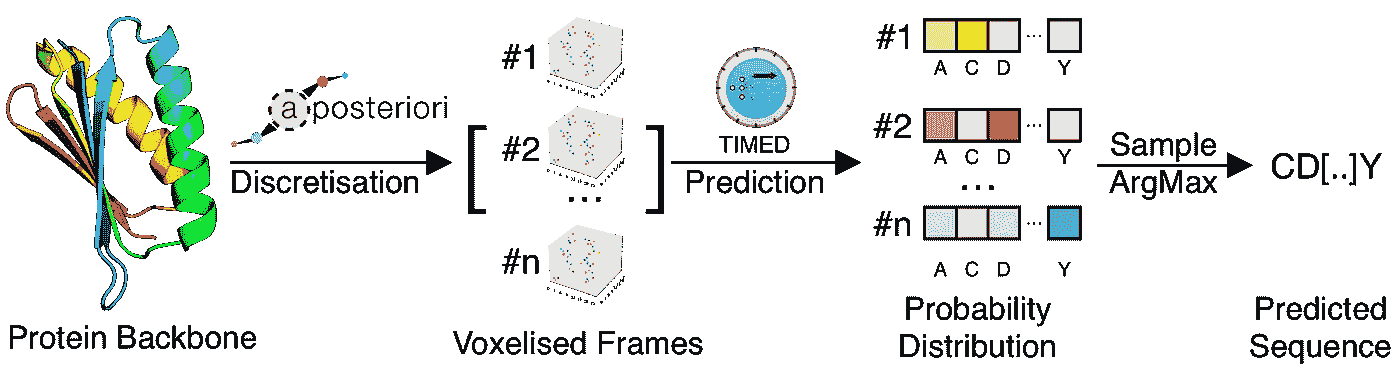 a posteriori
Discretisation
Protein Backbone
#1
#2
...
#n
Voxelised Frames
TIMED
Prediction
#1
A C D ... Y
#2
A C D ... Y
...
#n
A C D ... Y
Probability
Distribution
Sample
ArgMax
CD[..]Y
Predicted
Sequence